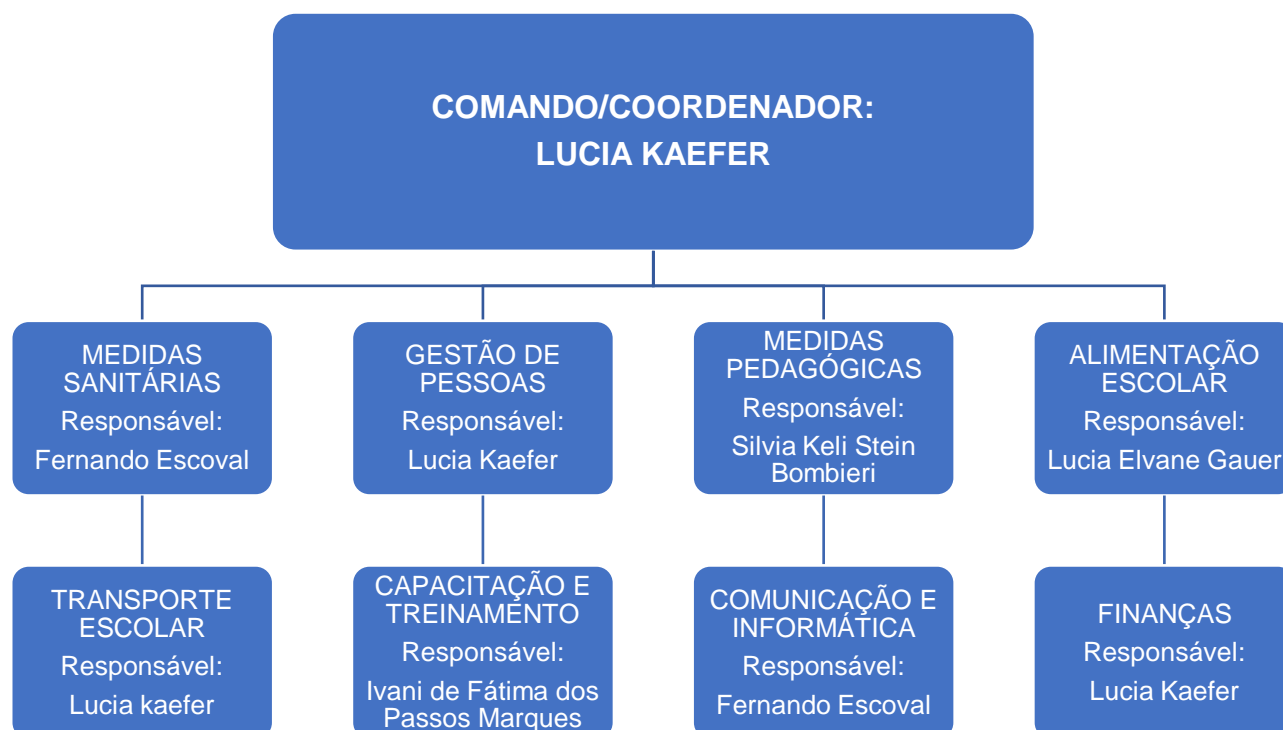 COMANDO/COORDENADOR:
LUCIA KAEFER
MEDIDAS
SANITÁRIAS
Responsável:
Fernando Escoval
GESTÃO DE
PESSOAS
Responsável:
Lucia Kaefer
MEDIDAS
PEDAGÓGICAS
Responsável:
Silvia Keli Stein
Bombieri
ALIMENTAÇÃO
ESCOLAR
Responsável:
Lucia Elvane Gauer
TRANSPORTE
ESCOLAR
Responsável:
Lucia kaefer
CAPACITAÇÃO E
TREINAMENTO
Responsável:
Ivani de Fátima dos
Passos Marques
COMUNICAÇÃO E
INFORMÁTICA
Responsável:
Fernando Escoval
FINANÇAS
Responsável:
Lucia Kaefer